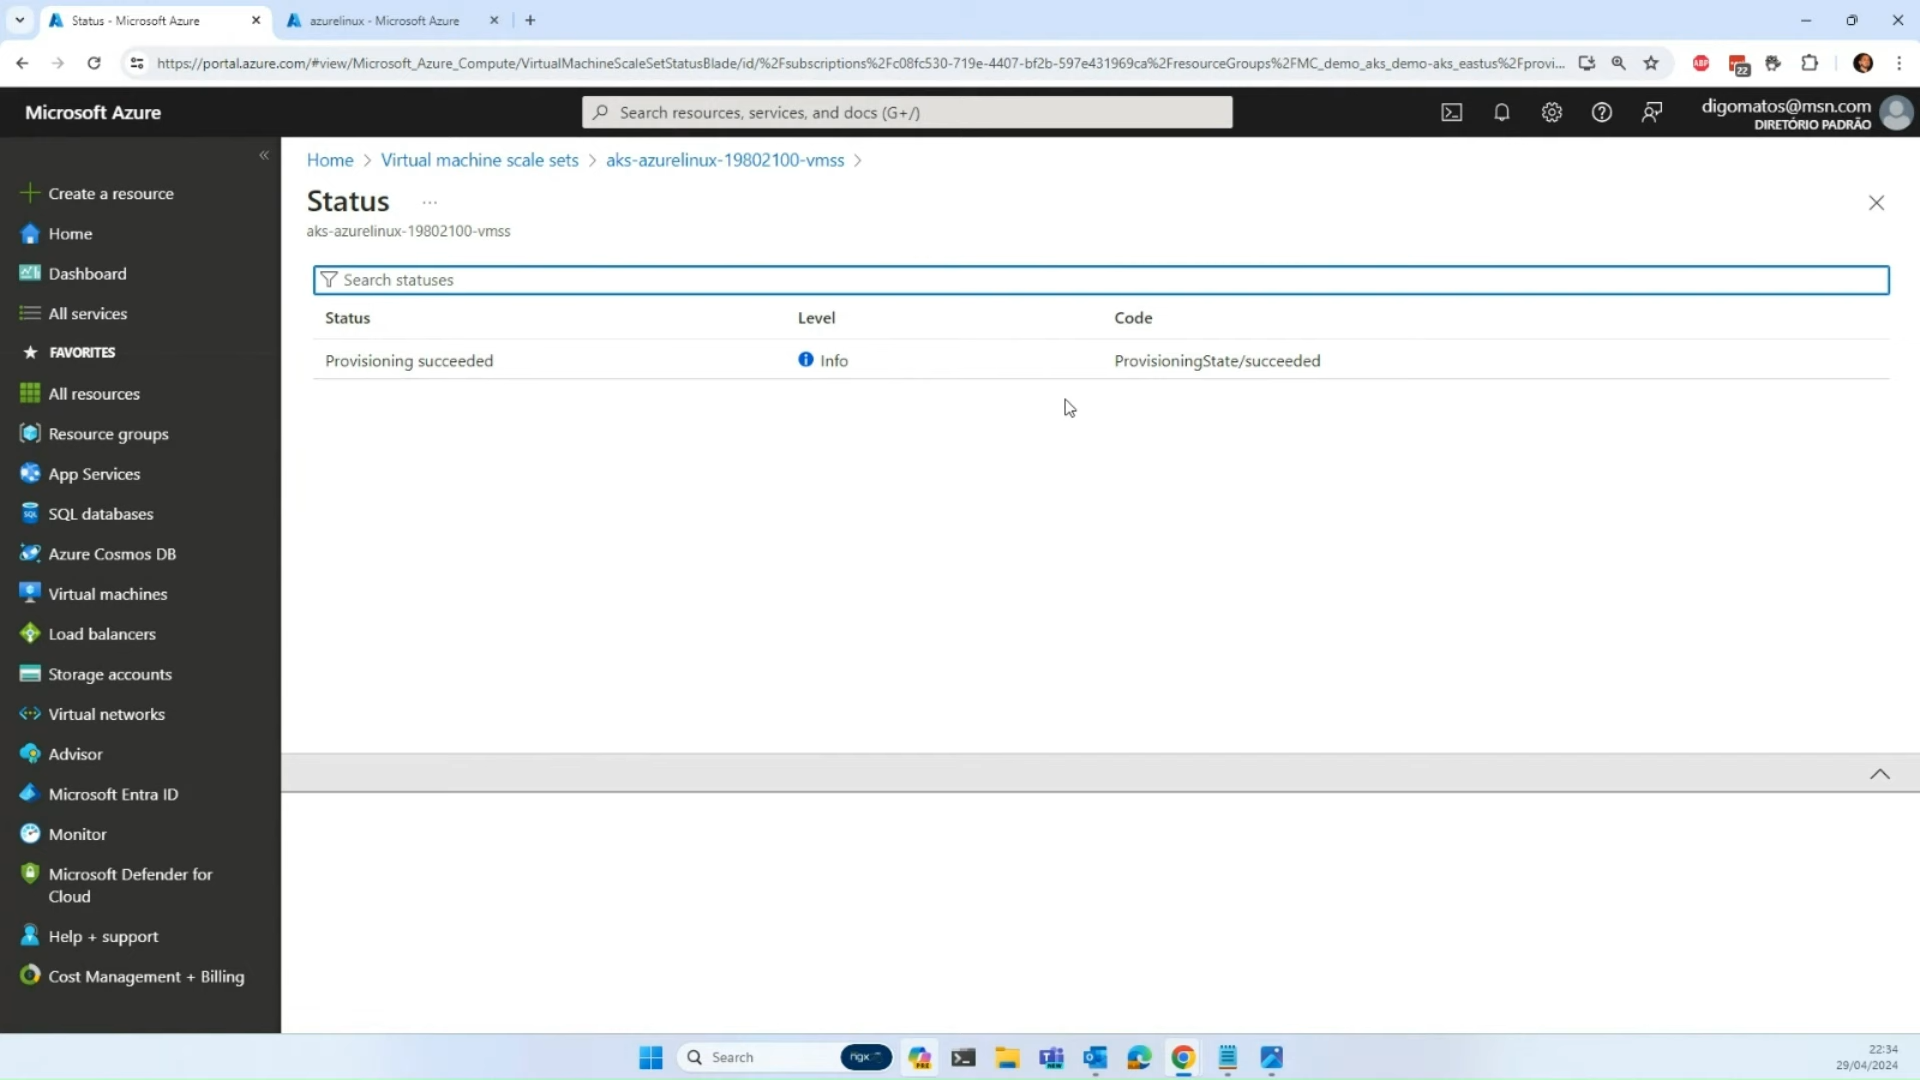 Status - Microsoft Azure
azurelinux - Microsoft Azure
https://portal.azure.com/#view/Microsoft_Azure_Compute/VirtualMachineScaleSetStatusBlade/id/%2Fsubscriptions%2Fc08fc530-719e-4407-bf2b-597e431969ca%2FresourceGroups%2FMC_demo_aks_demo-aks_eastus%2Fprovi...
ABP
22
Microsoft Azure
Search resources, services, and docs (G+/)
digomatos@msn.com
DIRETÓRIO PADRÃO
Home > Virtual machine scale sets > aks-azurelinux-19802100-vmss >
Status ...
aks-azurelinux-19802100-vmss
Search statuses
Status Level Code
Provisioning succeeded Info ProvisioningState/succeeded
Create a resource
Home
Dashboard
All services
FAVORITES
All resources
Resource groups
App Services
SQL databases
Azure Cosmos DB
Virtual machines
Load balancers
Storage accounts
Virtual networks
Advisor
Microsoft Entra ID
Monitor
Microsoft Defender for
Cloud
Help + support
Cost Management + Billing
Search
22:34
29/04/2024